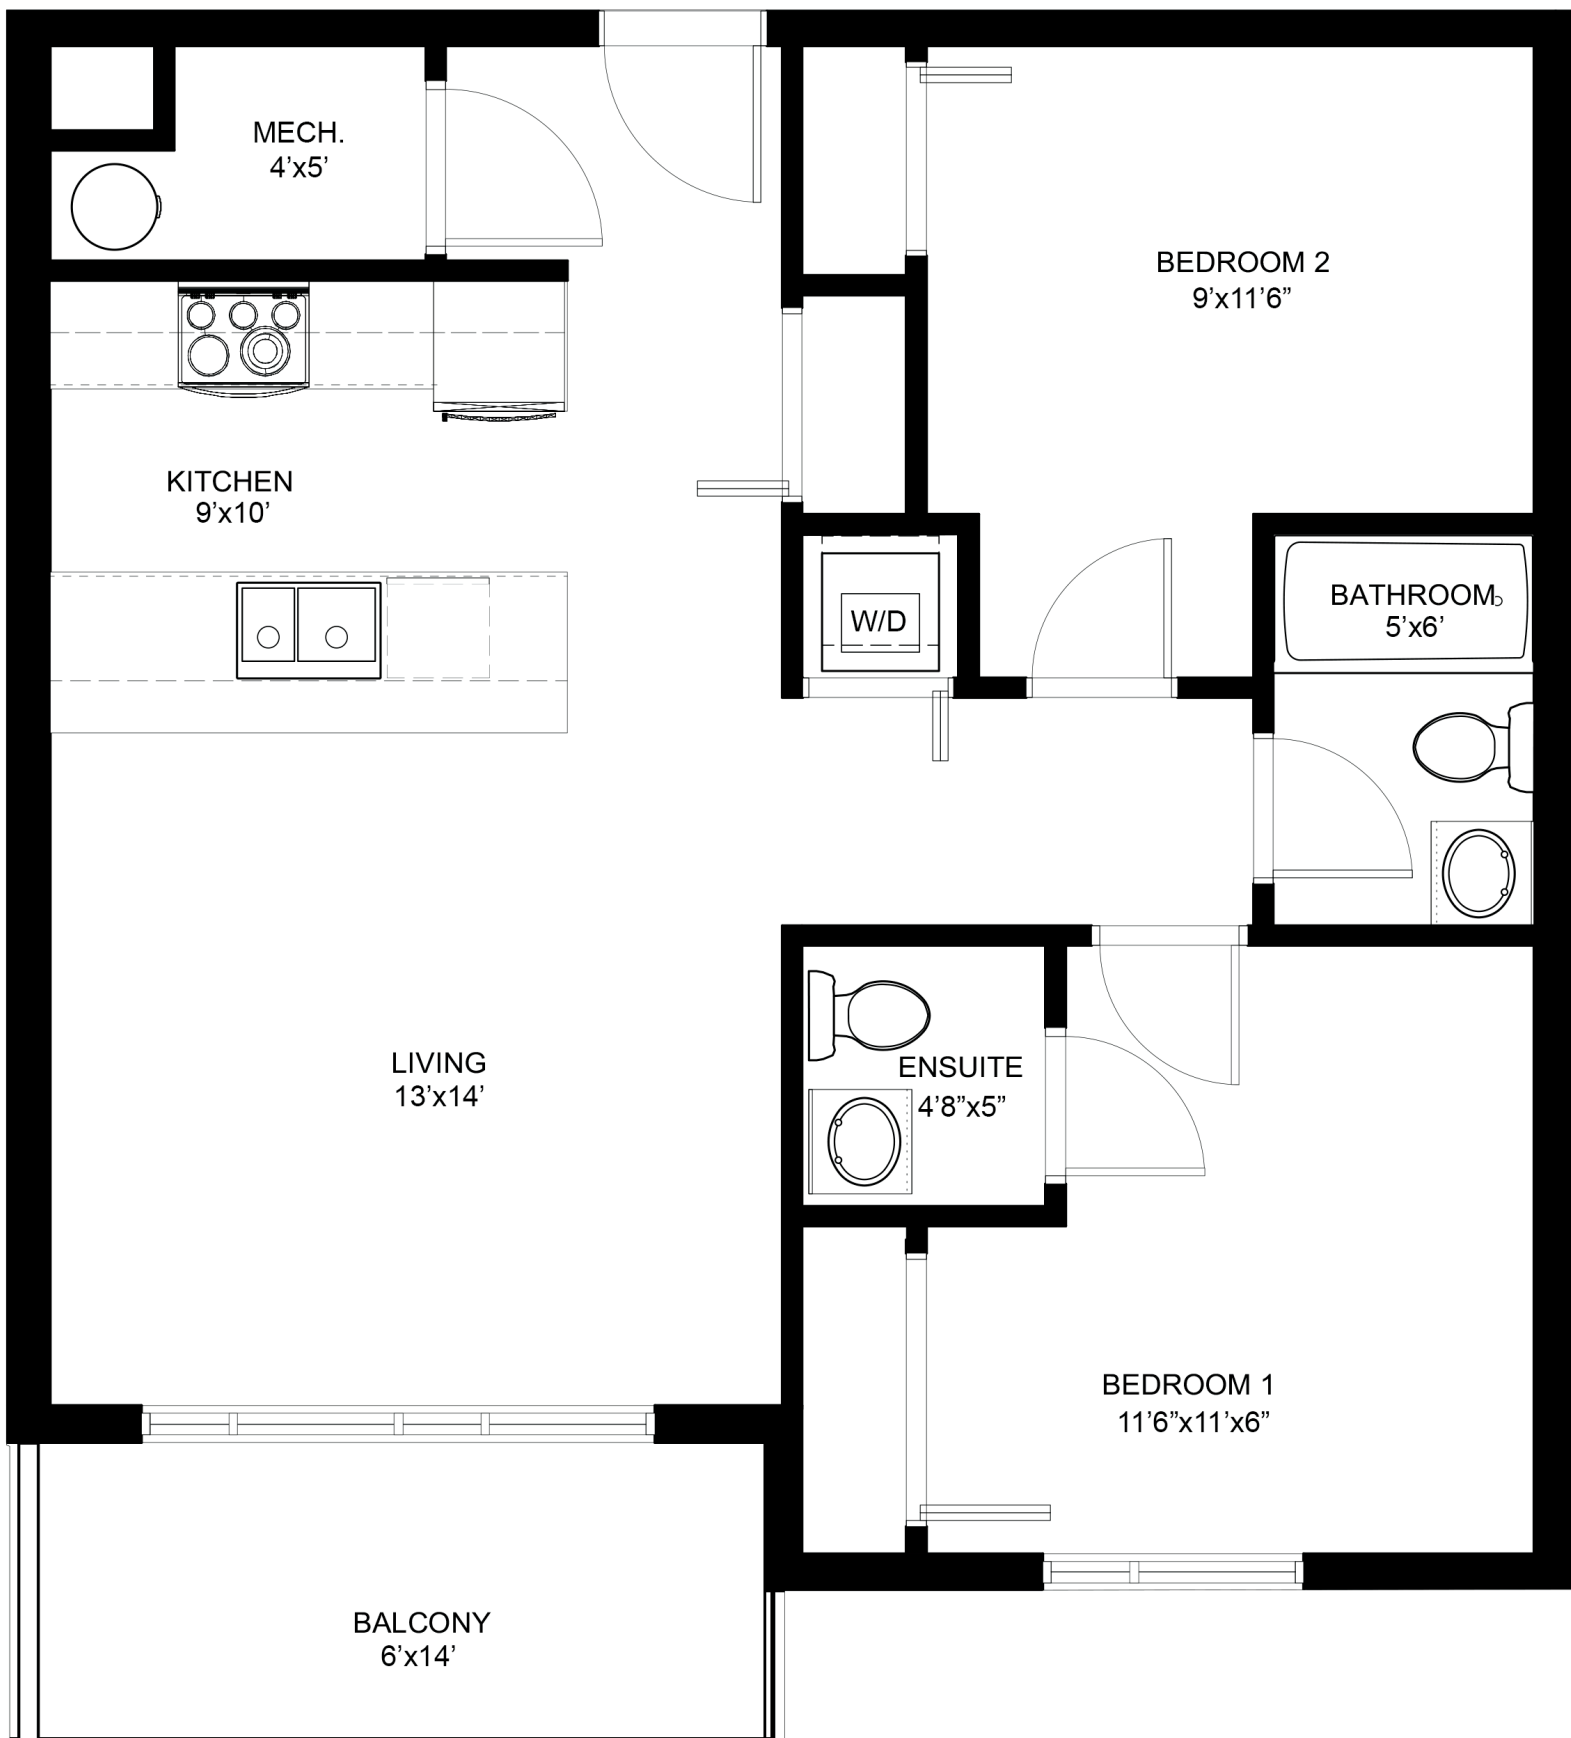 MECH.
4’x5’
BEDROOM 2
9’x11’6”
KITCHEN
9’x10’
W/D
BATHROOM
5’x6’
LIVING
13’x14’
ENSUITE
4’8”x5”
BEDROOM 1
11’6”x11’x6”
BALCONY
6’x14’